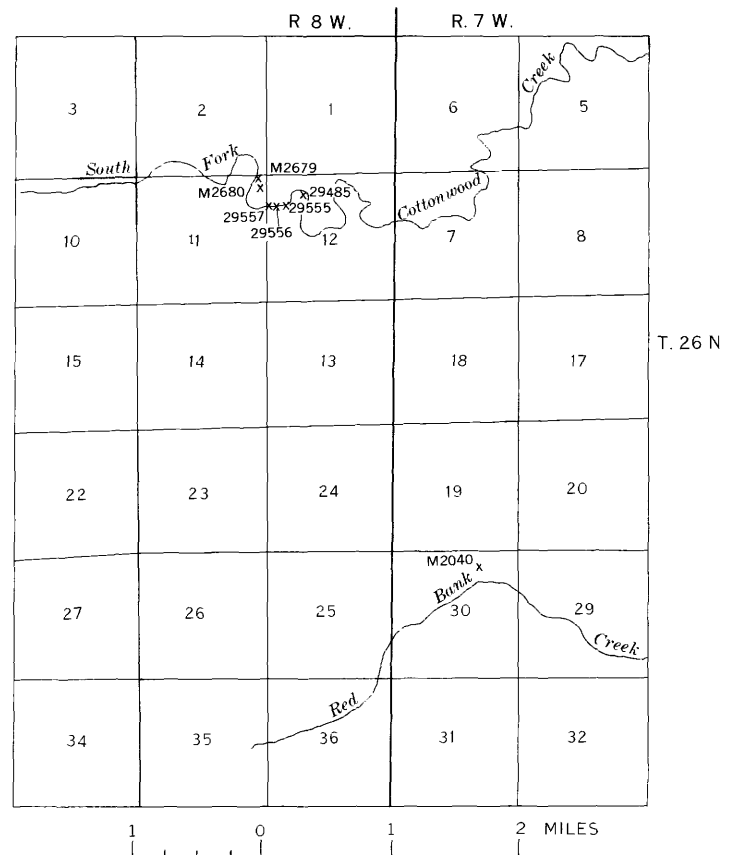 R 8 W. R. 7 W.
3 2 1 6 Creek 5
South Fork M2679
M2680 29485 Cottonwood
29557 29555
29556
10 11 12 7 8
T. 26 N
15 14 13 18 17
22 23 24 19 20
M2040
Bank
27 26 25 30 29
Creek
Red
34 35 36 31 32
1 0 1 2 MILES